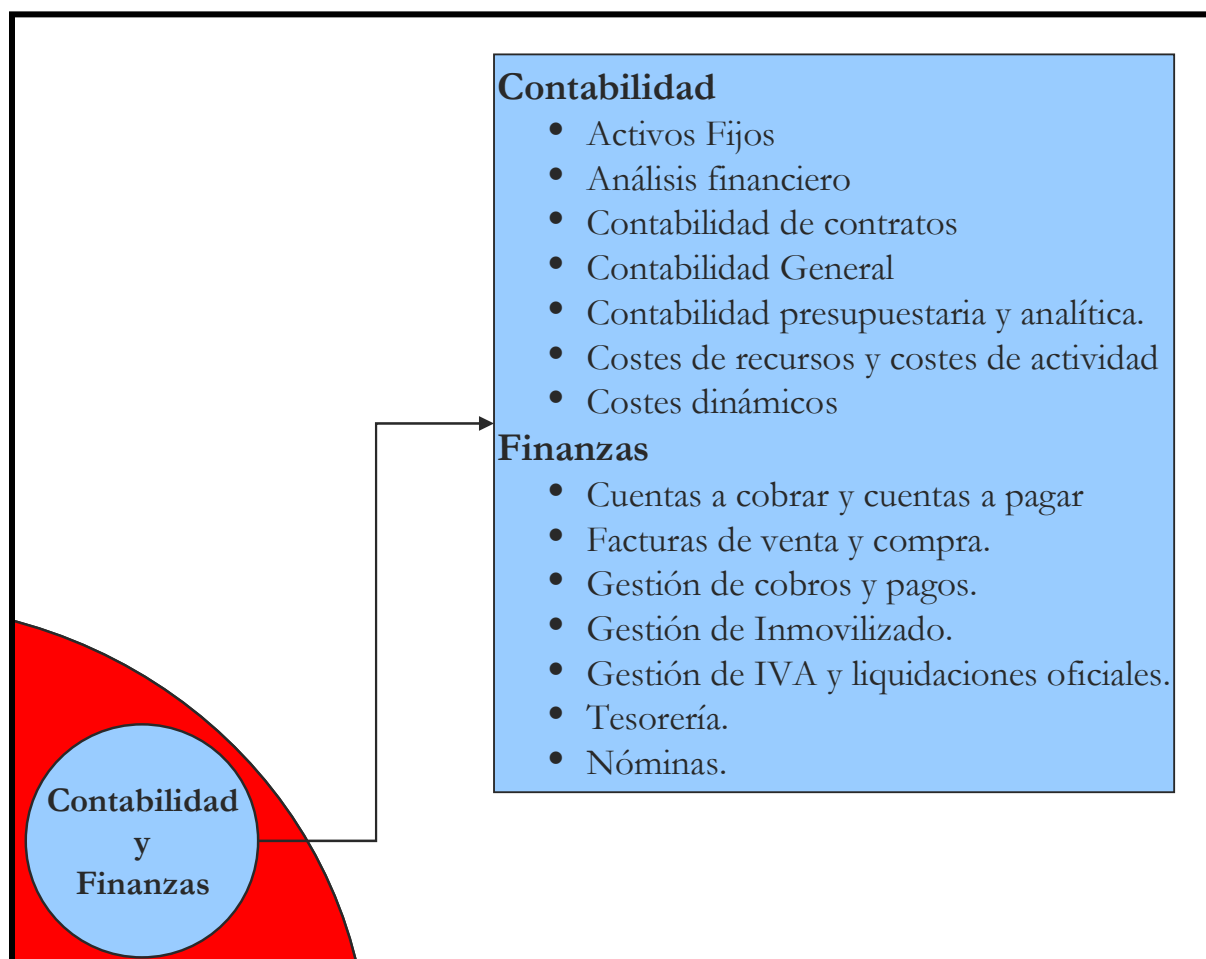 Contabilidad
• Activos Fijos
• Análisis financiero
• Contabilidad de contratos
• Contabilidad General
• Contabilidad presupuestaria y analítica.
• Costes de recursos y costes de actividad
• Costes dinámicos
Finanzas
• Cuentas a cobrar y cuentas a pagar
• Facturas de venta y compra.
• Gestión de cobros y pagos.
• Gestión de Inmovilizado.
• Gestión de IVA y liquidaciones oficiales.
• Tesorería.
• Nóminas.
Contabilidad
y
Finanzas